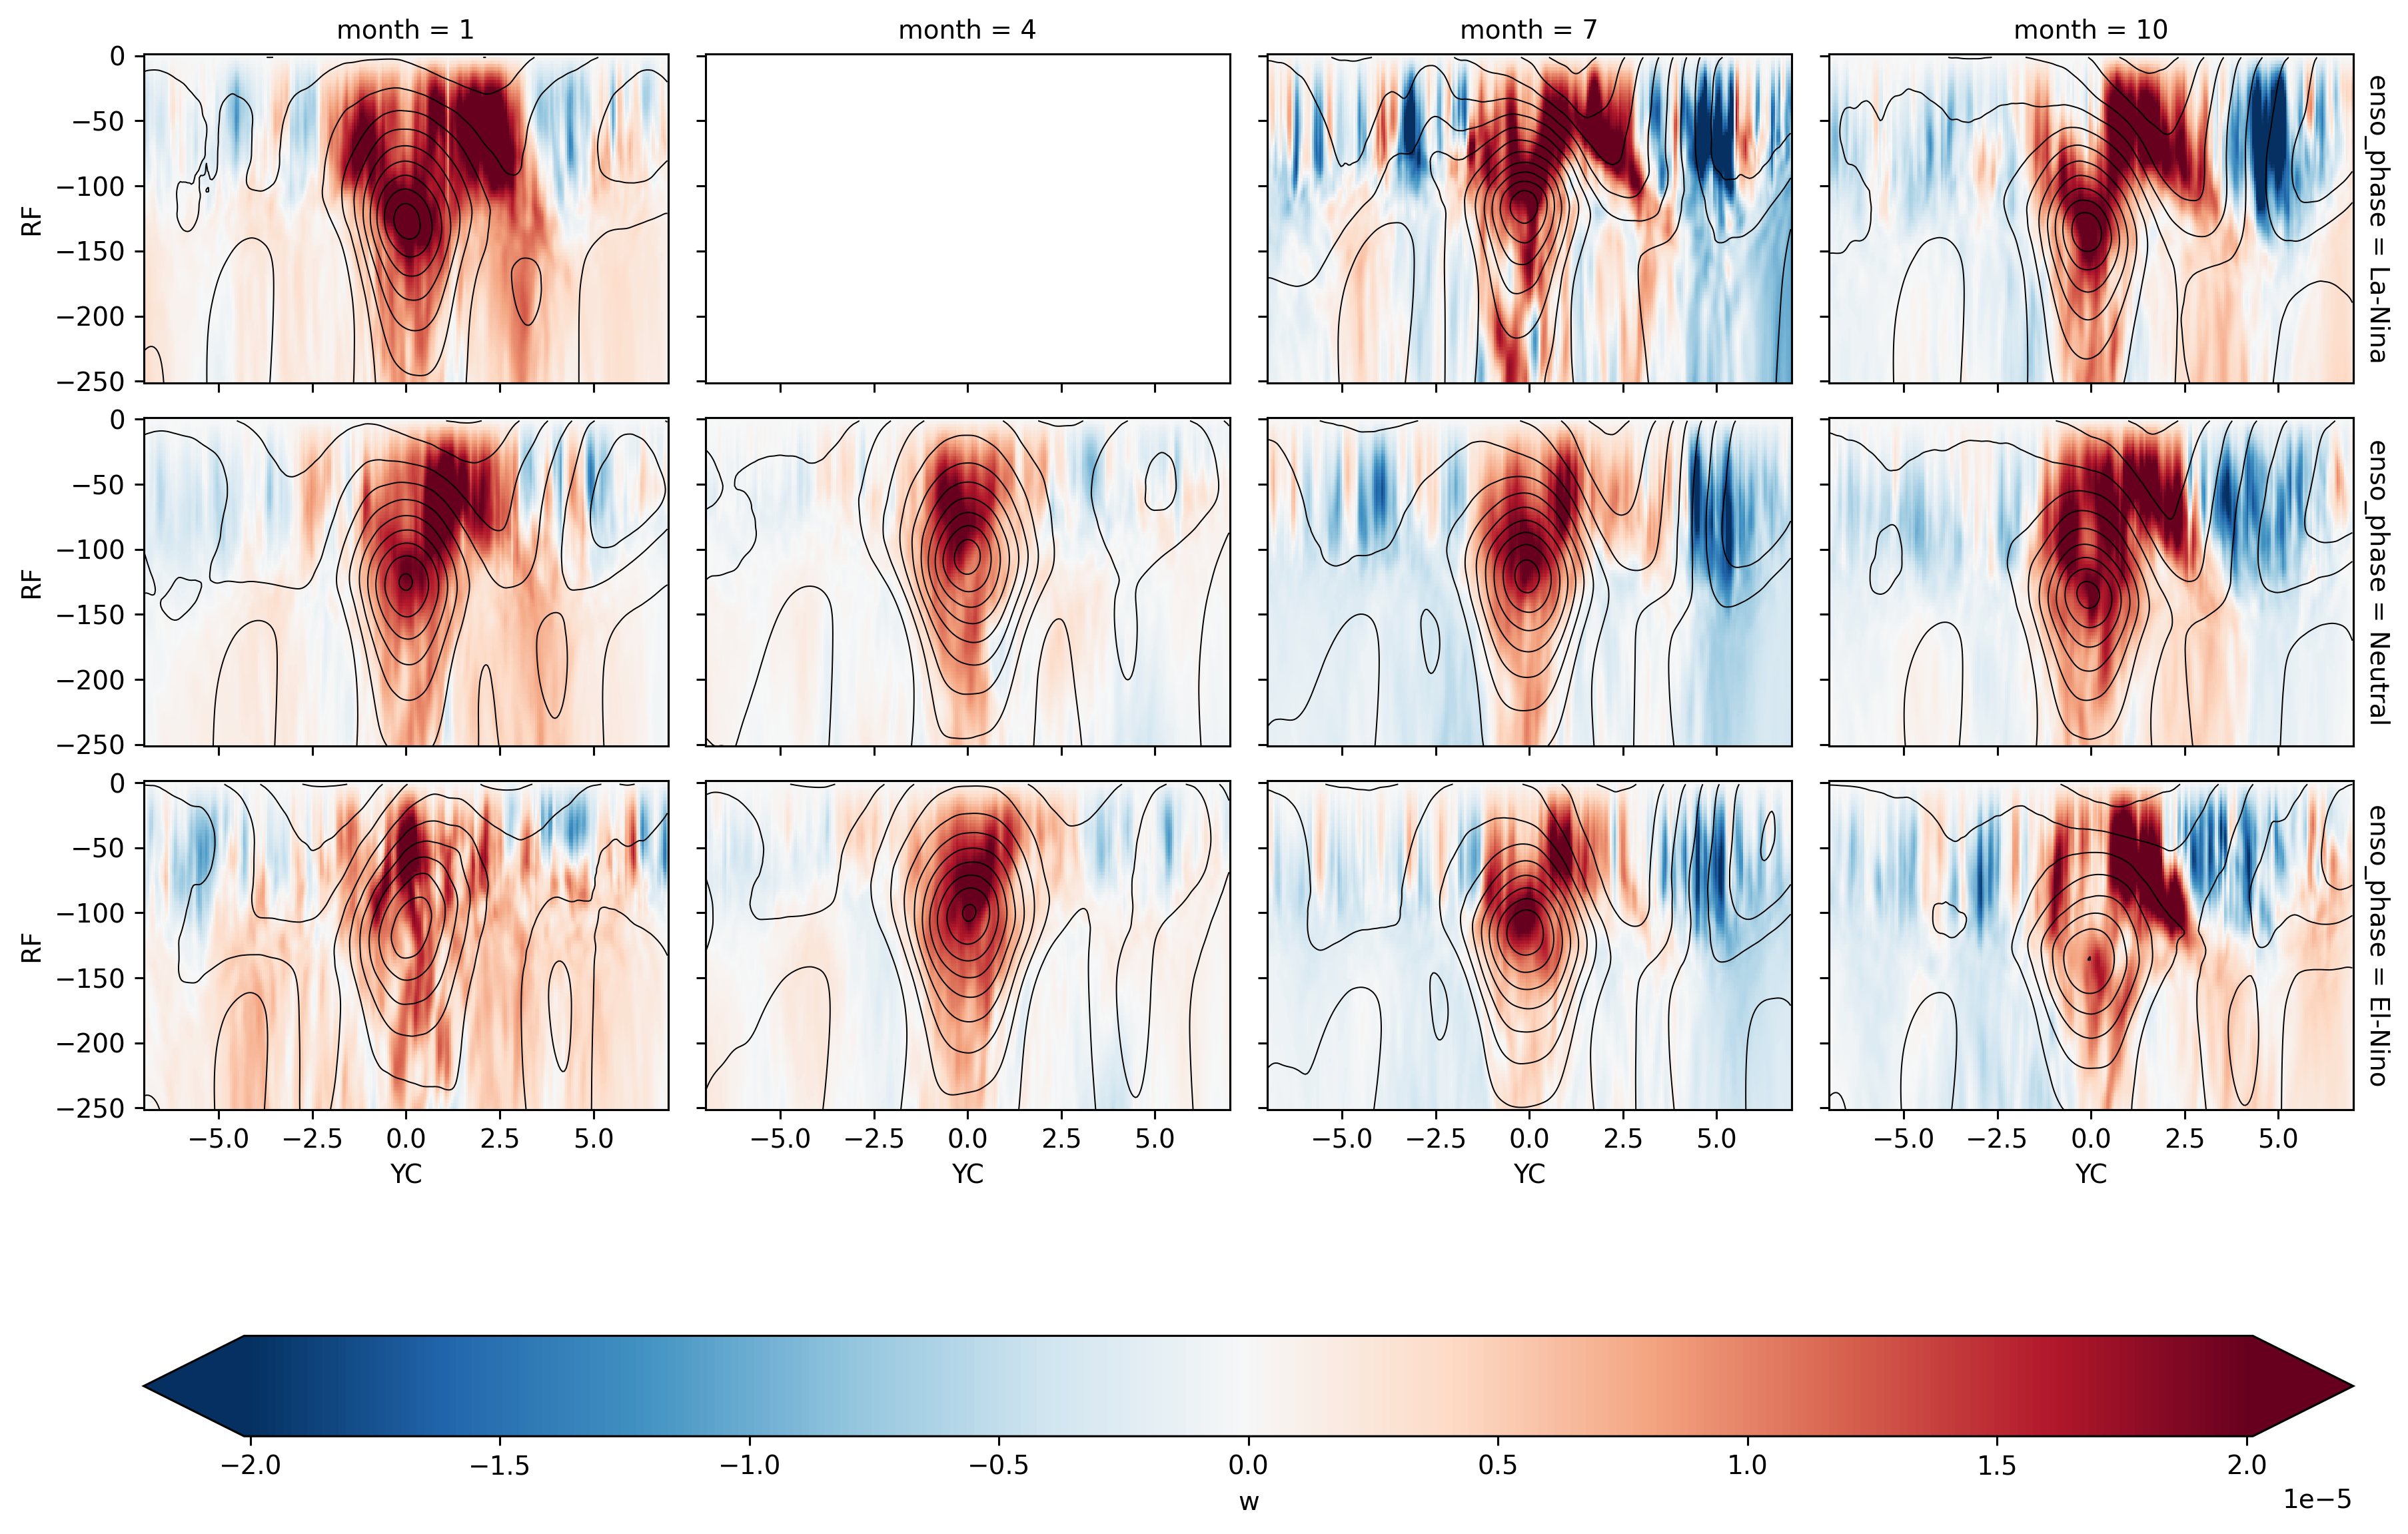 month = 1 month = 4 month = 7 month = 10
0
−50
−100
−150
−200
−250
RF
enso_phase = La-Nina
0
−50
−100
−150
−200
−250
RF
enso_phase = Neutral
0
−50
−100
−150
−200
−250
RF
enso_phase = El-Nino
−5.0 −2.5 0.0 2.5 5.0 −5.0 −2.5 0.0 2.5 5.0 −5.0 −2.5 0.0 2.5 5.0 −5.0 −2.5 0.0 2.5 5.0
YC YC YC YC
−2.0 −1.5 −1.0 −0.5 0.0 0.5 1.0 1.5 2.0
w
1e−5